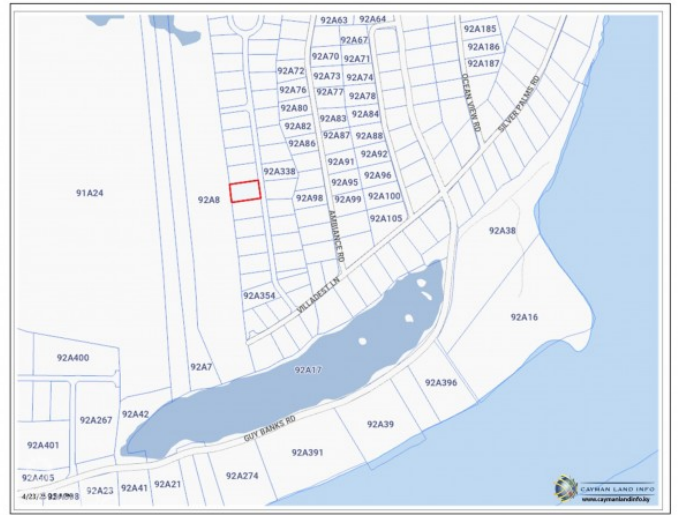 92A63
92A64
92A185
92A67
92A186
92A70
92A71
92A187
92A72
92A73
92A74
92A76
92A77
92A78
OCEAN VIEW RD
SILVER PALMS RD
92A80
92A83
92A84
92A82
92A87
92A88
92A86
92A92
92A91
92A338
92A96
92A95
91A24
92A8
92A98
92A99
92A100
92A105
AMBIANCE RD
92A38
92A354
VILLADEST LN
92A16
92A400
92A7
92A17
92A396
92A42
92A267
92A39
GUY BANKS RD
92A401
92A391
92A274
92A23
92A41
92A21
CAYMAN LAND INFO
www.caymanlandinfo.ky